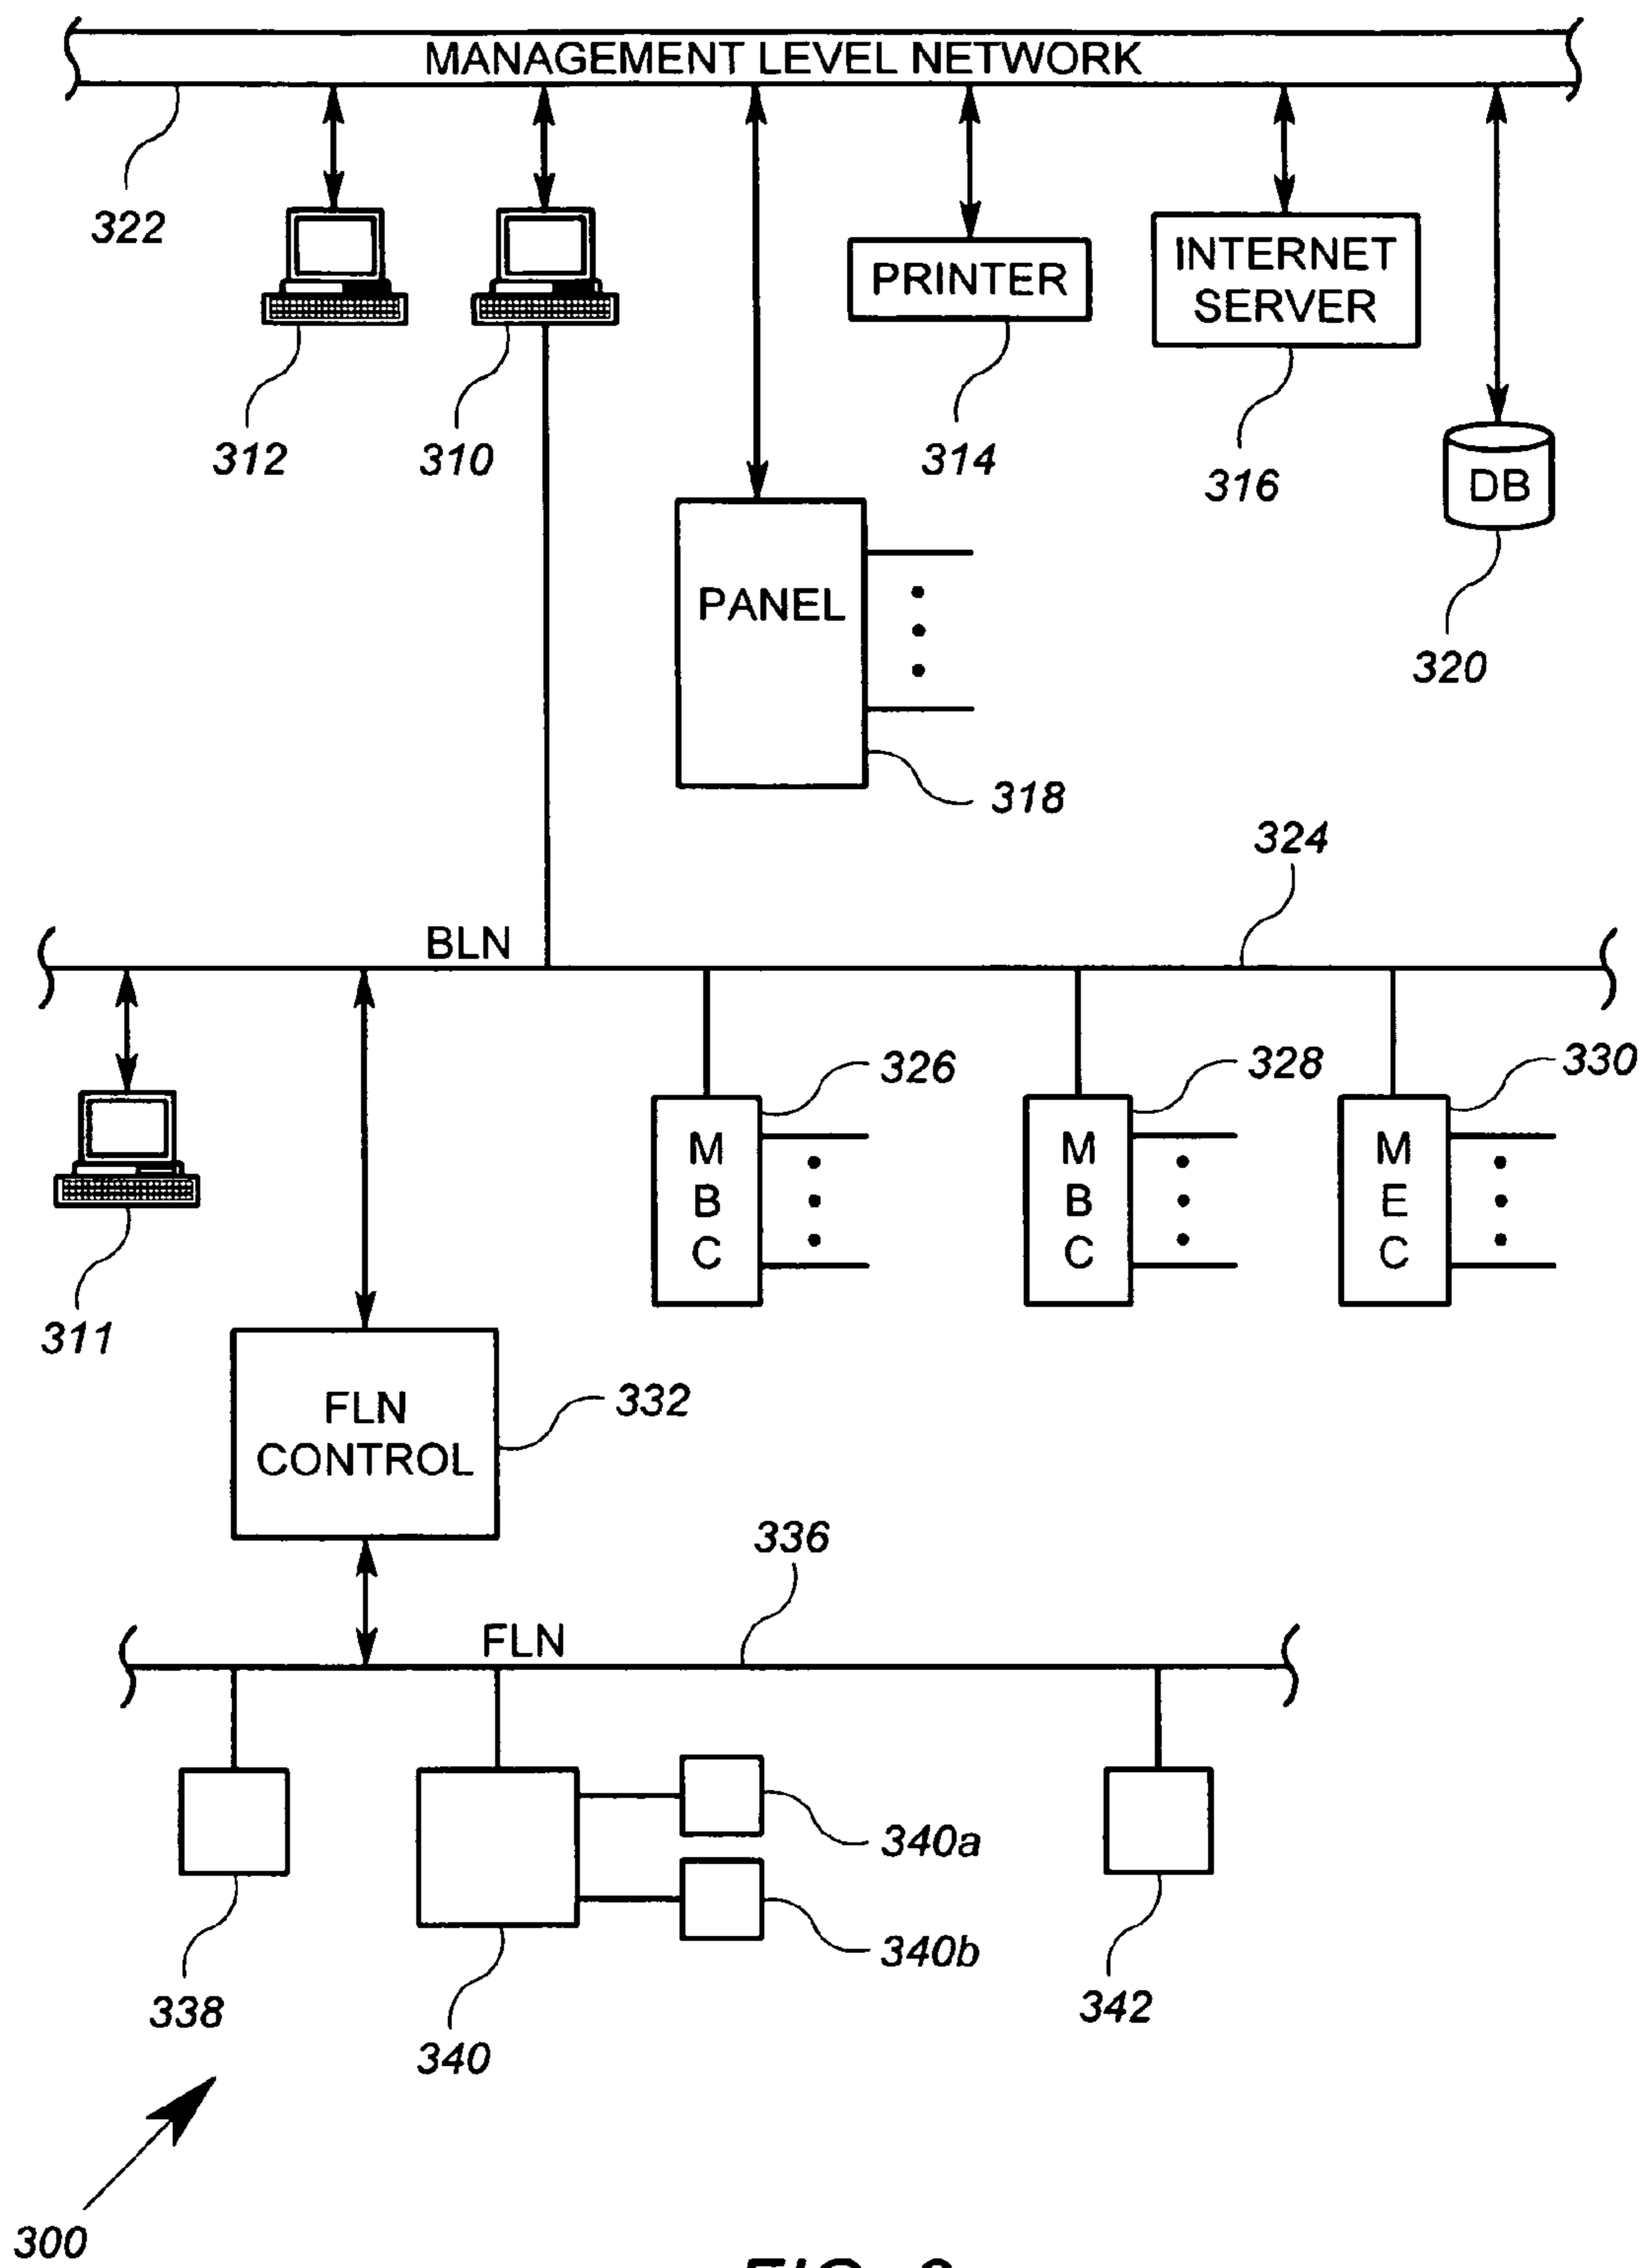 MANAGEMENT LEVEL NETWORK
322
312
310
PRINTER
314
INTERNET
SERVER
316
DB
320
PANEL
318
324
BLN
326
328
330
M
B
C
M
B
C
M
E
C
311
FLN
CONTROL
332
336
FLN
340a
340b
338
340
342
300